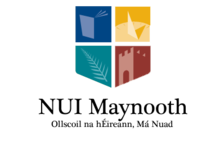 NUI Maynooth
Ollscoil na hÉireann, Má Nuad